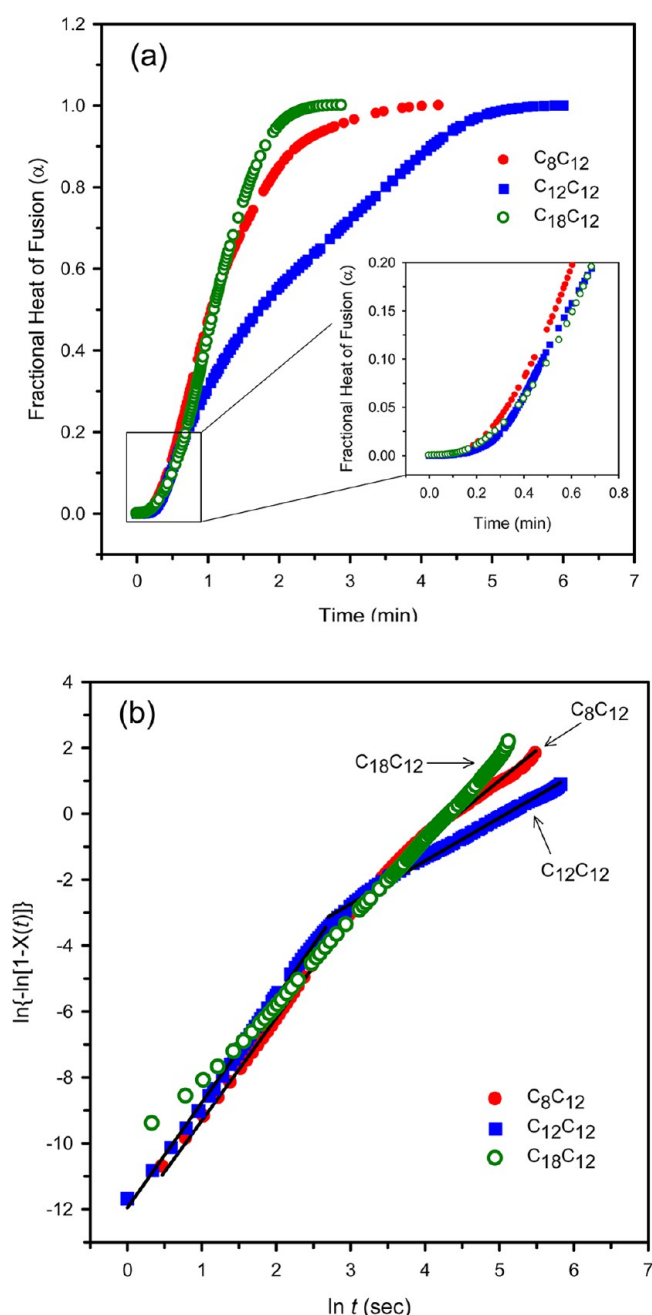 (a)
1.2
1.0
0.8
0.6
0.4
0.2
0.0
Fractional Heat of Fusion (α)
C8C12
C12C12
C18C12
0.20
0.15
0.10
0.05
0.00
Fractional Heat of Fusion (α)
0.0 0.2 0.4 0.6 0.8
Time (min)
0 1 2 3 4 5 6 7
Time (min)
(b)
4
2
0
-2
-4
-6
-8
-10
-12
ln{-ln[1-X(t)]}
C8C12
C18C12
C12C12
C8C12
C12C12
C18C12
0 1 2 3 4 5 6 7
ln t (sec)